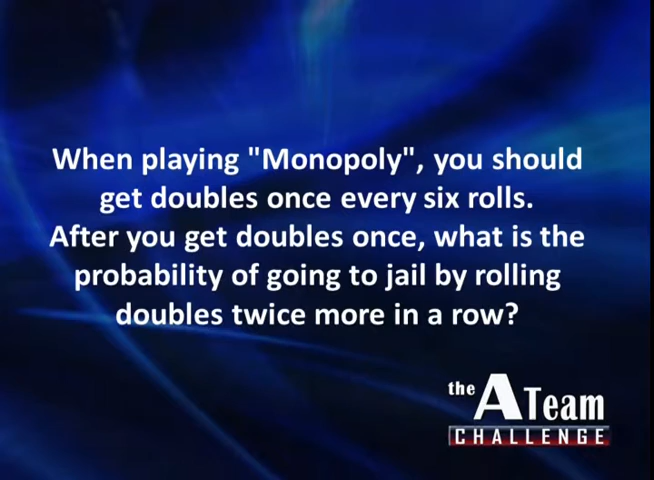 When playing "Monopoly", you should
get doubles once every six rolls.
After you get doubles once, what is the
probability of going to jail by rolling
doubles twice more in a row?
the A Team
CHALLENGE